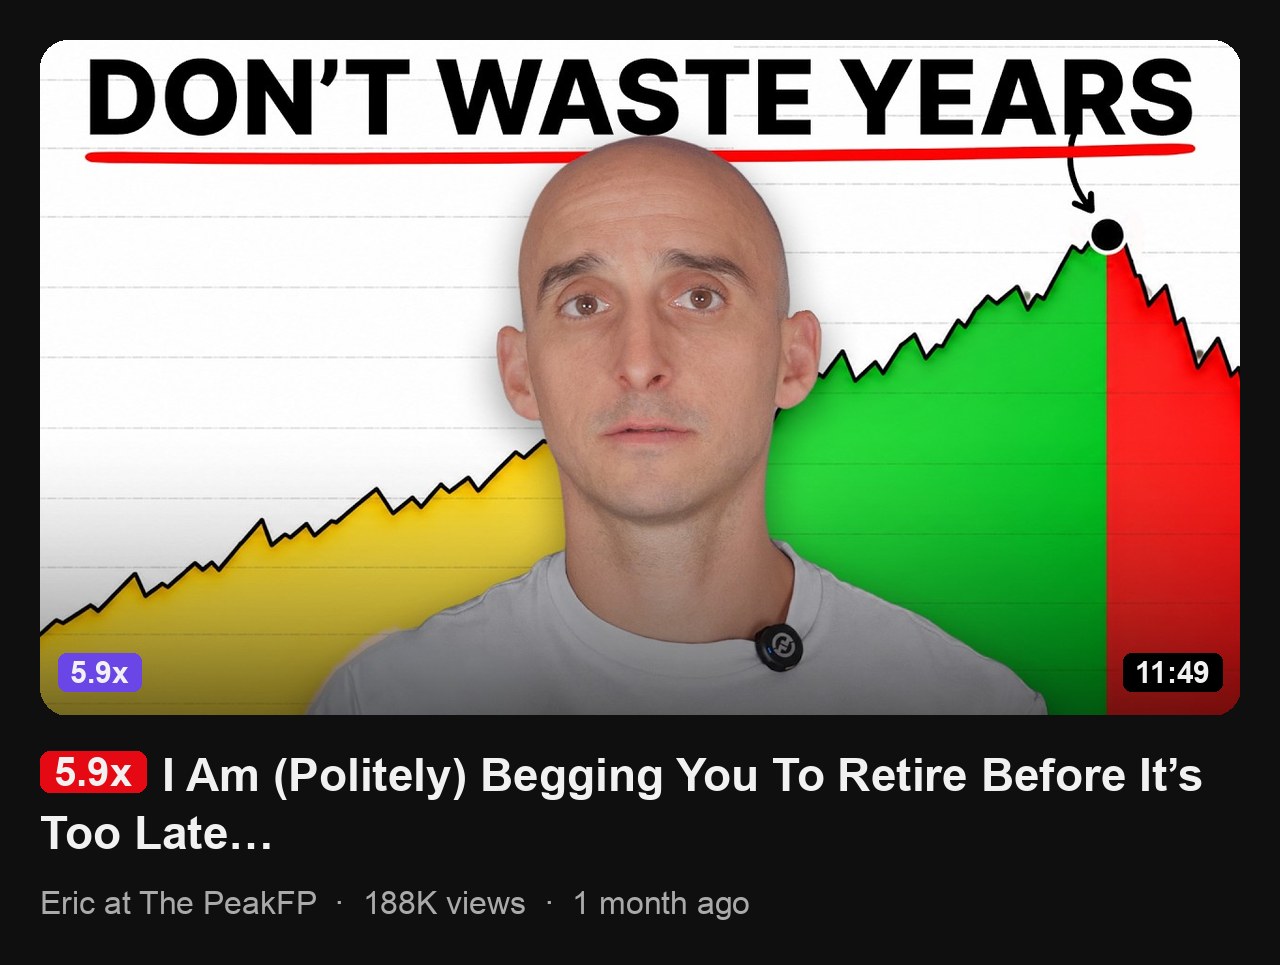 DON’T WASTE YEARS
5.9x
11:49
5.9x I Am (Politely) Begging You To Retire Before It’s
Too Late…
Eric at The PeakFP · 188K views · 1 month ago